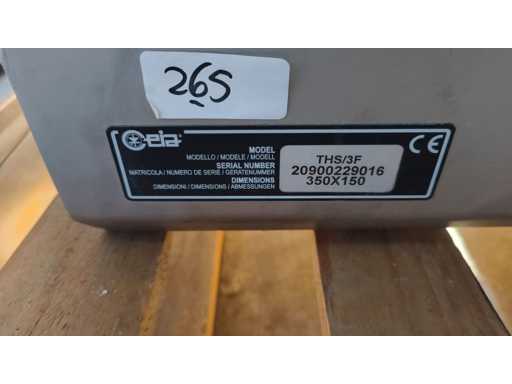 265
ceia
MODEL
MODELLO / MODELE / MODELL
THS/3F
SERIAL NUMBER
MATRICOLA / NUMERO DE SERIE / GERÄTENUMMER
20900229016
DIMENSIONS
DIMENSIONI / DIMENSIONS / ABMESSUNGEN
350X150
CE